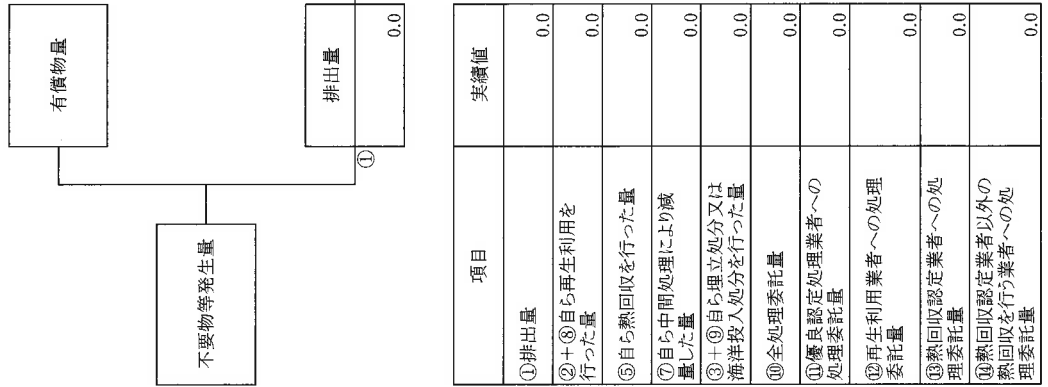 有償物量
不要物等発生量
排出量
①
0.0
項目
実績値
①排出量
0.0
②+⑧自ら再生利用を
行った量
0.0
⑤自ら熱回収を行った量
0.0
⑦自ら中間処理により減
量した量
0.0
③+⑨自ら埋立処分又は
海洋投入処分を行った量
0.0
⑩全処理委託量
0.0
⑪優良認定処理業者への
処理委託量
0.0
⑫再生利用業者への処理
委託量
0.0
⑬熱回収認定業者への処
理委託量
0.0
⑭熱回収認定業者以外の
熱回収を行う業者への処
理委託量
0.0